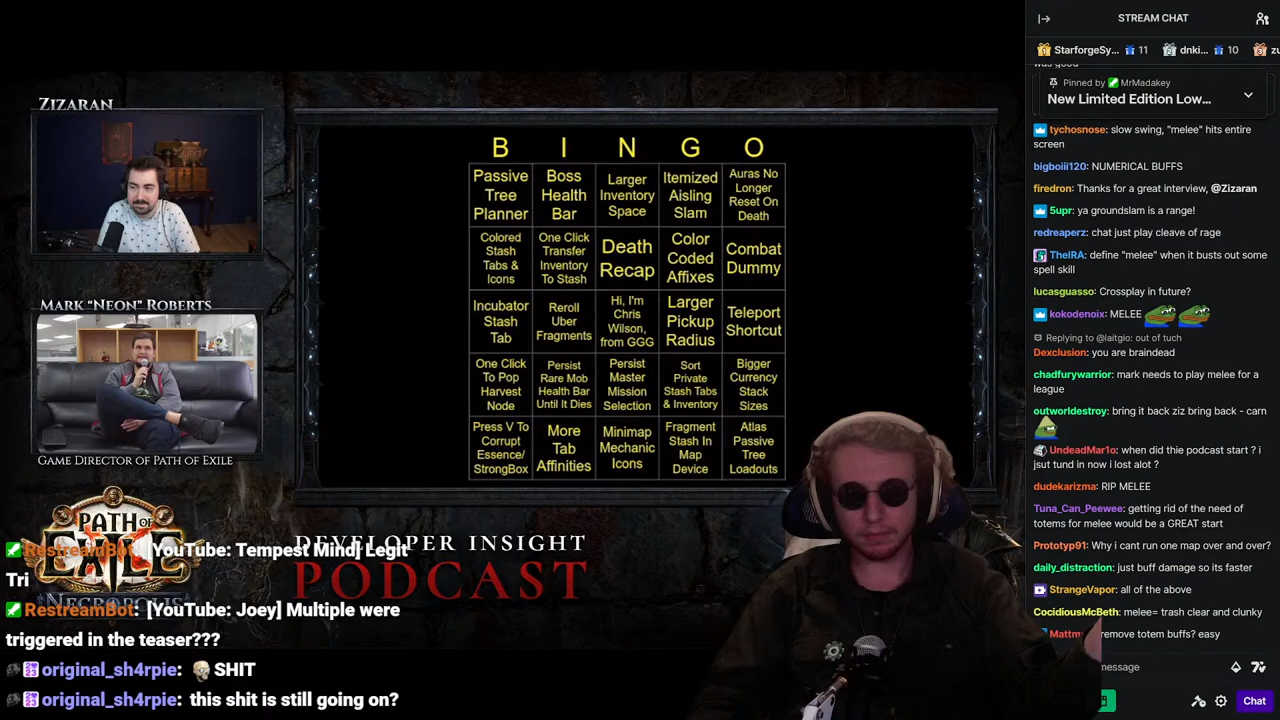 ZIZARAN
MARK “NEON” ROBERTS
GAME DIRECTOR OF PATH OF EXILE
B I N G O
Passive
Tree
Planner
Boss
Health
Bar
Larger
Inventory
Space
Itemized
Aisling
Slam
Auras No
Longer
Reset On
Death
Colored
Stash
Tabs &
Icons
One Click
Transfer
Inventory
To Stash
Death
Recap
Color
Coded
Affixes
Combat
Dummy
Incubator
Stash
Tab
Reroll
Uber
Fragments
Hi, I'm
Chris
Wilson,
from GGG
Larger
Pickup
Radius
Teleport
Shortcut
One Click
To Pop
Harvest
Node
Persist
Rare Mob
Health Bar
Until It Dies
Persist
Master
Mission
Selection
Sort
Private
Stash Tabs
& Inventory
Bigger
Currency
Stack
Sizes
Press V To
Corrupt
Essence/
StrongBox
More
Tab
Affinities
Minimap
Mechanic
Icons
Fragment
Stash In
Map
Device
Atlas
Passive
Tree
Loadouts
PATH OF
EXILE
NECROPOLIS
DEVELOPER INSIGHT
PODCAST
RestreamBot: [YouTube: Tempest Mind] Legit
Tri
RestreamBot: [YouTube: Joey] Multiple were
triggered in the teaser???
original_sh4rpie: SHIT
original_sh4rpie: this shit is still going on?
STREAM CHAT
StarforgeSy... 11 dnki... 10 zu
was good
Pinned by MrMadakey
New Limited Edition Low...
tychosnose: slow swing, "melee" hits entire
screen
bigboiii120: NUMERICAL BUFFS
firedron: Thanks for a great interview, @Zizaran
5upr: ya groundslam is a range!
redreaperz: chat just play cleave of rage
TheIRA: define "melee" when it busts out some
spell skill
lucasguasso: Crossplay in future?
kokodenoix: MELEE
Replying to @laitgio: out of tuch
Dexclusion: you are braindead
chadfurywarrior: mark needs to play melee for a
league
outworldestroy: bring it back ziz bring back - carn
UndeadMar1o: when did thie podcast start ? i
jsut tund in now i lost alot ?
dudekarizma: RIP MELEE
Tuna_Can_Peewee: getting rid of the need of
totems for melee would be a GREAT start
Prototyp91: Why i cant run one map over and over?
daily_distraction: just buff damage so its faster
StrangeVapor: all of the above
CocidiousMcBeth: melee= trash clear and clunky
Mattm remove totem buffs? easy
message
Chat